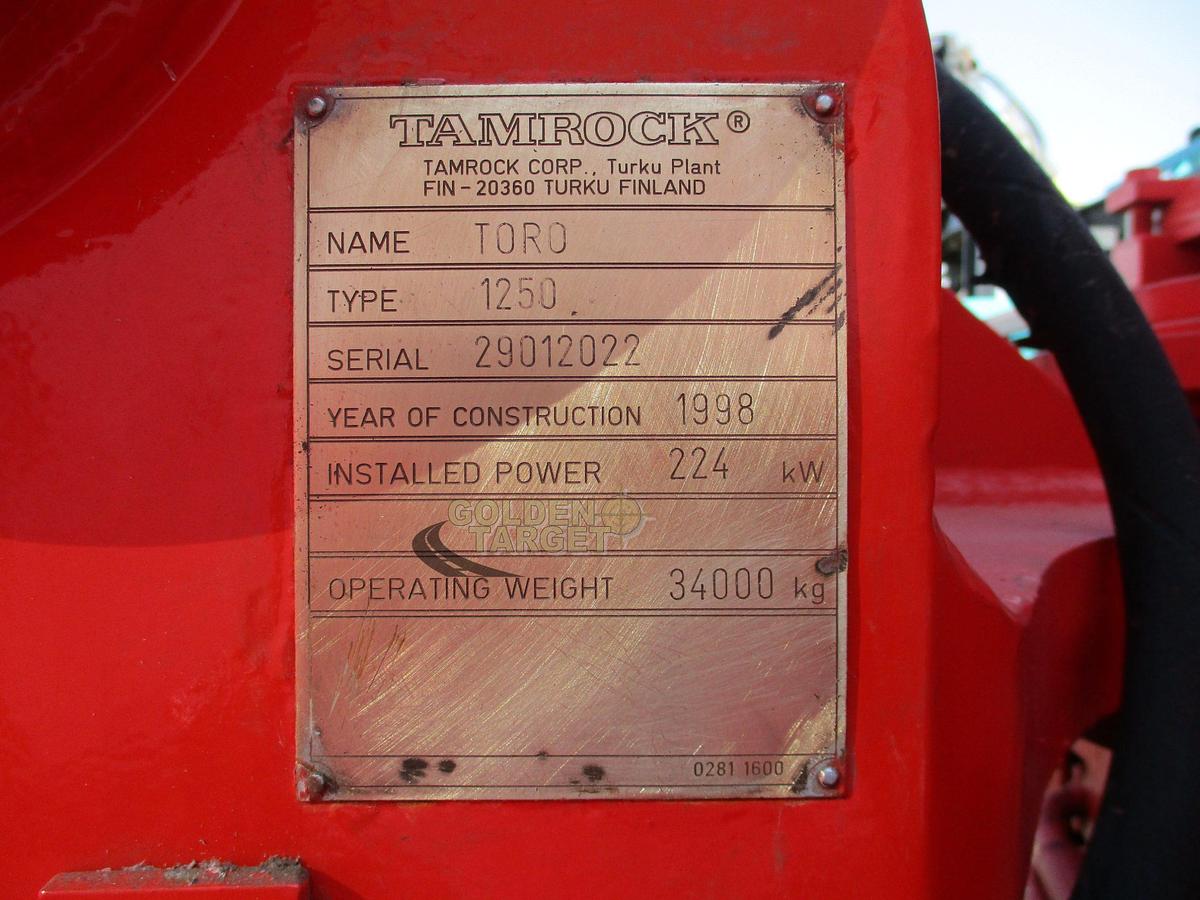 TAMROCK®
TAMROCK CORP., Turku Plant
FIN-20360 TURKU FINLAND
NAME TORO
TYPE 1250
SERIAL 29012022
YEAR OF CONSTRUCTION 1998
INSTALLED POWER 224 kW
GOLDEN
TARGET
OPERATING WEIGHT 34000 kg
0281 1600